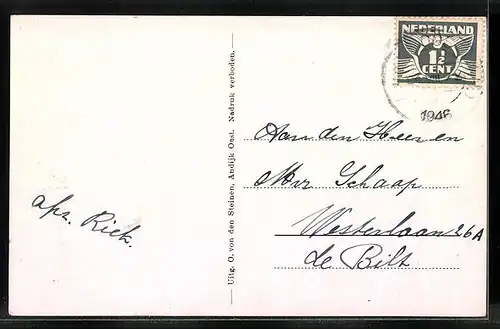 NEDERLAND
1½
CENT
1946
Aan den Heer en
Mvr Schaap
Westerlaan 26A
de Bilt
afz. Riek.
Uitg. O. von den Steinen, Andijk Oost. Nadruk verboden.